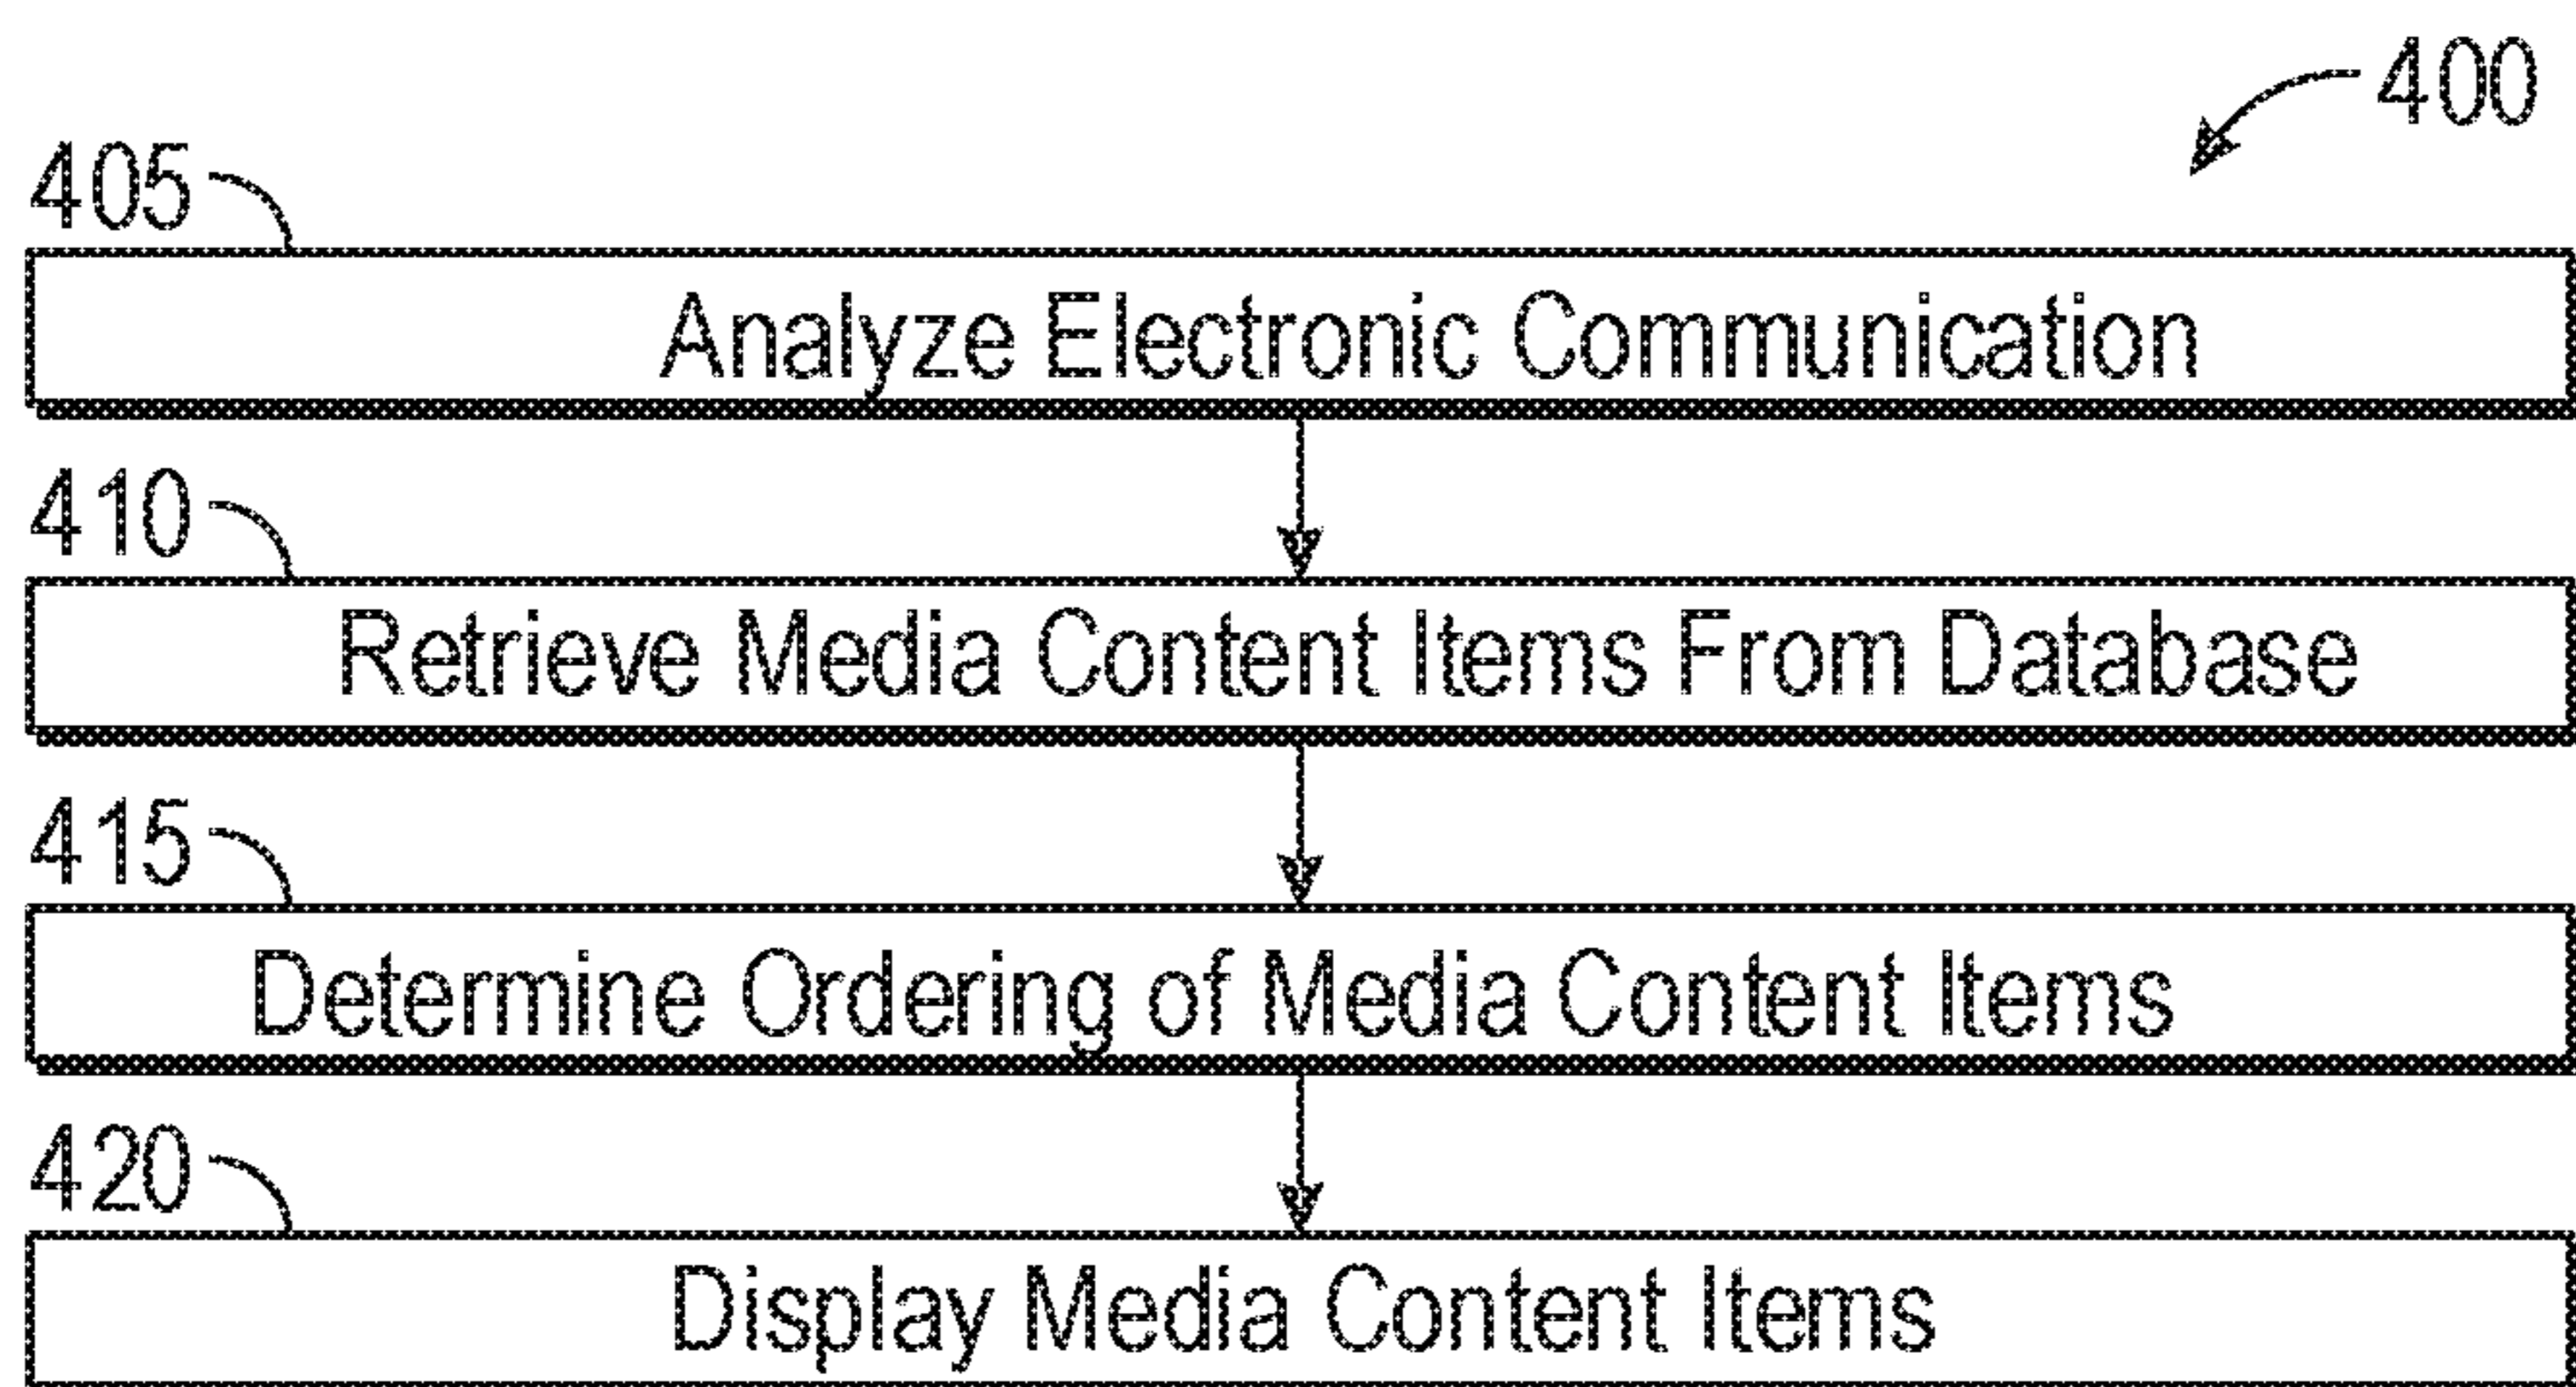 400
405
Analyze Electronic Communication
410
Retrieve Media Content Items From Database
415
Determine Ordering of Media Content Items
420
Display Media Content Items